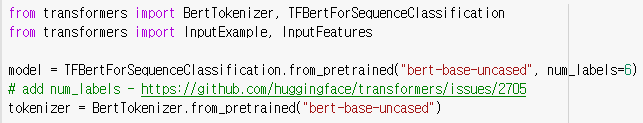 from transformers import BertTokenizer, TFBertForSequenceClassification
from transformers import InputExample, InputFeatures
model = TFBertForSequenceClassification.from_pretrained("bert-base-uncased", num_labels=6)
# add num_labels - https://github.com/huggingface/transformers/issues/2705
tokenizer = BertTokenizer.from_pretrained("bert-base-uncased")